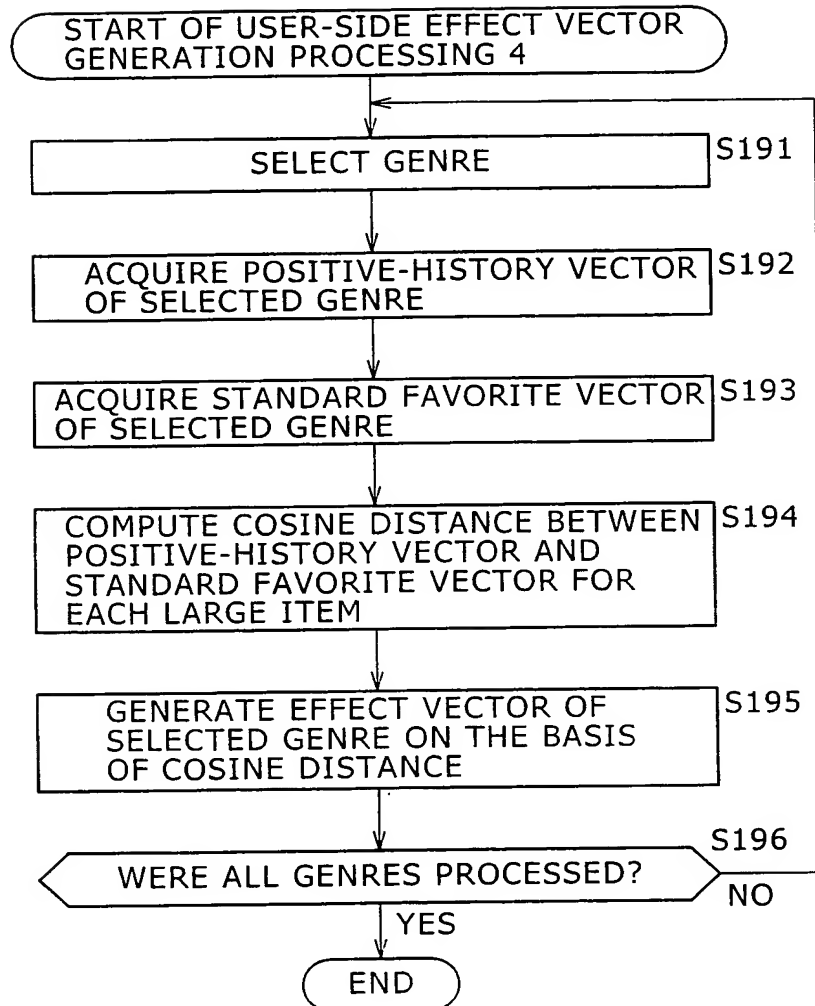 START OF USER-SIDE EFFECT VECTOR
GENERATION PROCESSING 4
SELECT GENRE
S191
ACQUIRE POSITIVE-HISTORY VECTOR
OF SELECTED GENRE
S192
ACQUIRE STANDARD FAVORITE VECTOR
OF SELECTED GENRE
S193
COMPUTE COSINE DISTANCE BETWEEN
POSITIVE-HISTORY VECTOR AND
STANDARD FAVORITE VECTOR FOR
EACH LARGE ITEM
S194
GENERATE EFFECT VECTOR OF
SELECTED GENRE ON THE BASIS
OF COSINE DISTANCE
S195
WERE ALL GENRES PROCESSED?
S196
NO
YES
END